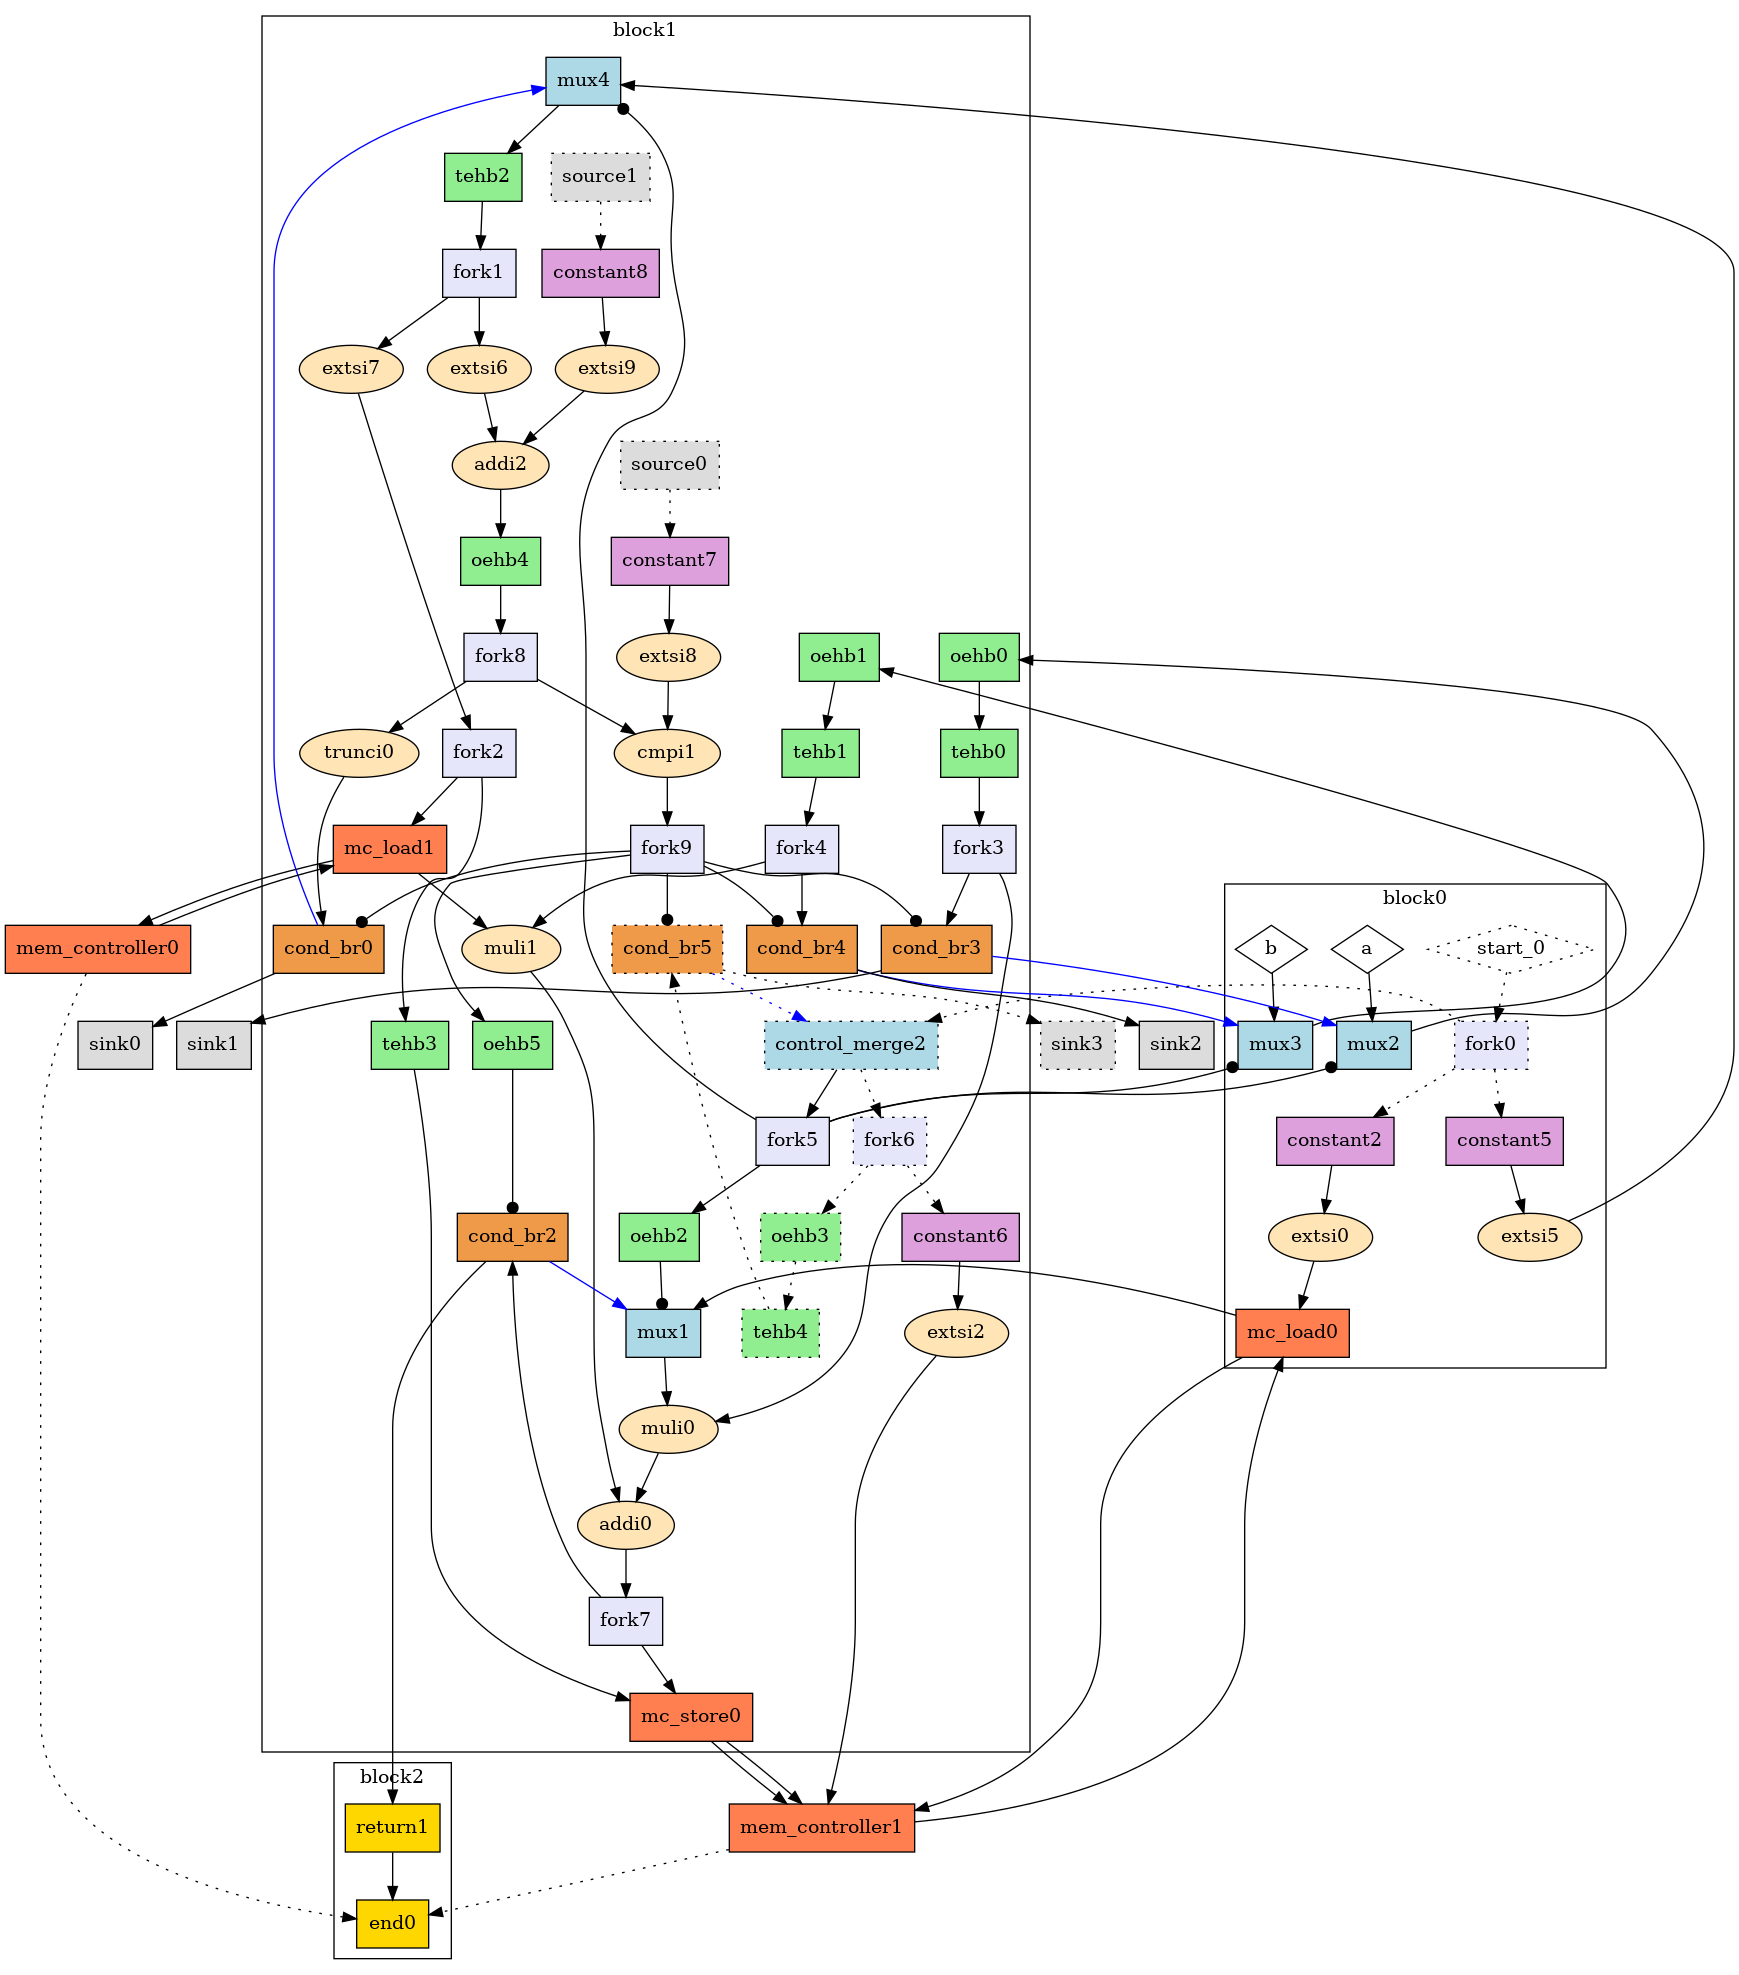 block1
mux4
tehb2
source1
fork1
constant8
extsi7
extsi6
extsi9
addi2
source0
oehb4
constant7
fork8
extsi8
oehb1
oehb0
trunci0
fork2
cmpi1
tehb1
tehb0
mc_load1
fork9
fork4
fork3
block0
mem_controller0
cond_br0
muli1
cond_br5
cond_br4
cond_br3
b
a
start_0
sink0
sink1
tehb3
oehb5
control_merge2
sink3
sink2
mux3
mux2
fork0
fork5
fork6
constant2
constant5
cond_br2
oehb2
oehb3
constant6
extsi0
extsi5
mux1
tehb4
extsi2
mc_load0
muli0
addi0
fork7
mc_store0
block2
return1
mem_controller1
end0